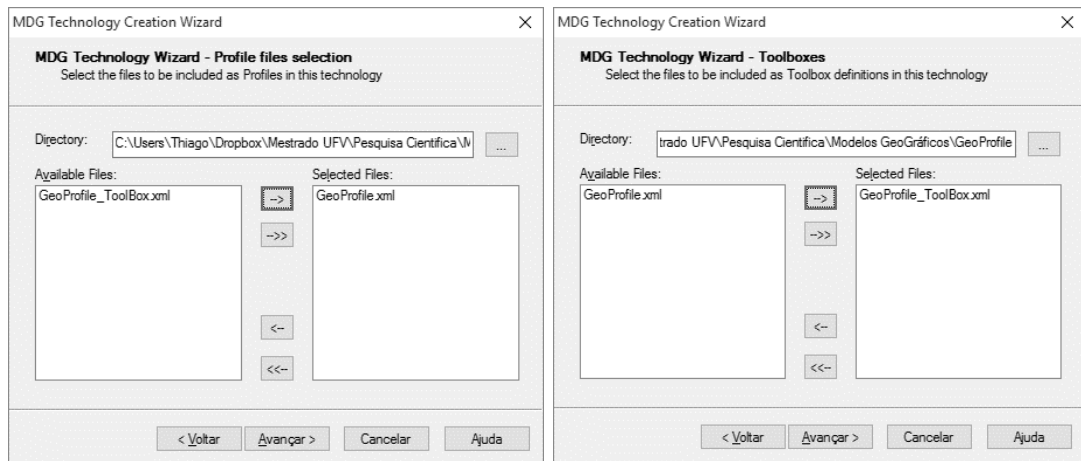 MDG Technology Creation Wizard
MDG Technology Wizard - Profile files selection
Select the files to be included as Profiles in this technology
Directory:
C:\Users\Thiago\Dropbox\Mestrado UFV\Pesquisa Cientifica\M
...
Available Files:
Selected Files:
GeoProfile_ToolBox.xml
GeoProfile.xml
-->
-->>
<--
<<--
< Voltar
Avançar >
Cancelar
Ajuda
MDG Technology Creation Wizard
MDG Technology Wizard - Toolboxes
Select the files to be included as Toolbox definitions in this technology
Directory:
trado UFV\Pesquisa Cientifica\Modelos GeoGráficos\GeoProfile
...
Available Files:
Selected Files:
GeoProfile.xml
GeoProfile_ToolBox.xml
-->
-->>
<--
<<--
< Voltar
Avançar >
Cancelar
Ajuda